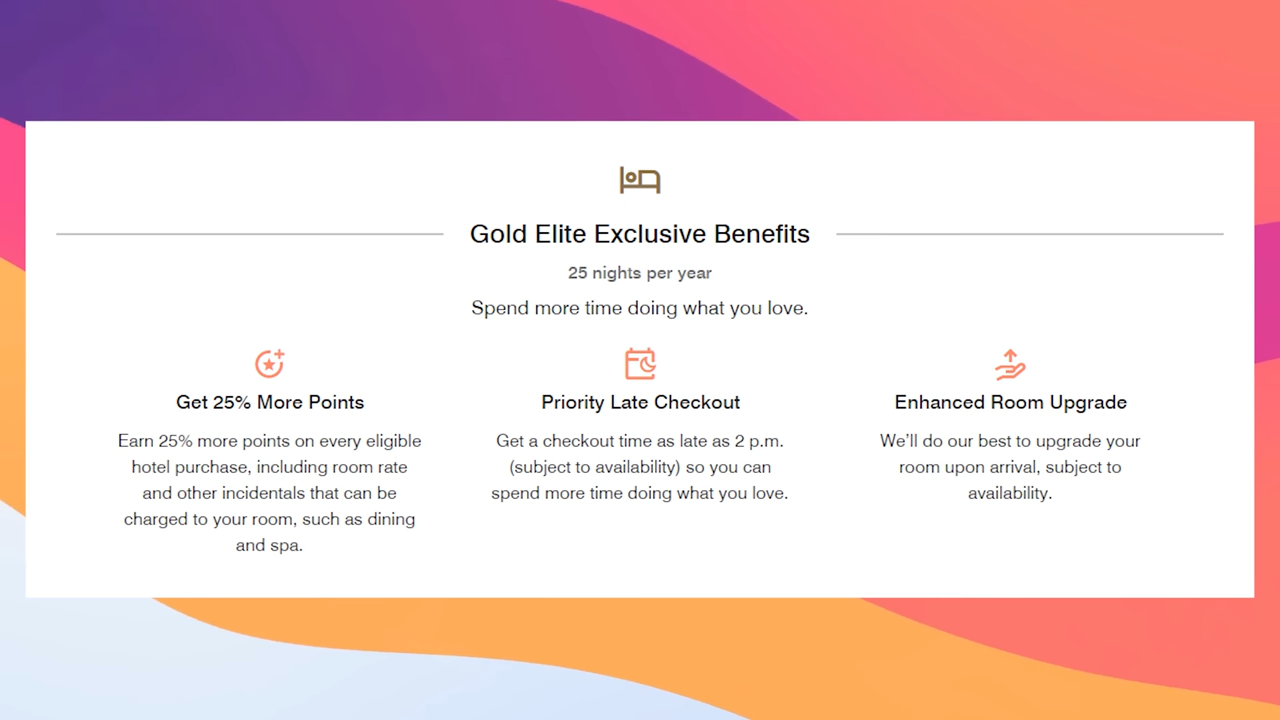 Gold Elite Exclusive Benefits
25 nights per year
Spend more time doing what you love.
Get 25% More Points
Earn 25% more points on every eligible
hotel purchase, including room rate
and other incidentals that can be
charged to your room, such as dining
and spa.
Priority Late Checkout
Get a checkout time as late as 2 p.m.
(subject to availability) so you can
spend more time doing what you love.
Enhanced Room Upgrade
We’ll do our best to upgrade your
room upon arrival, subject to
availability.